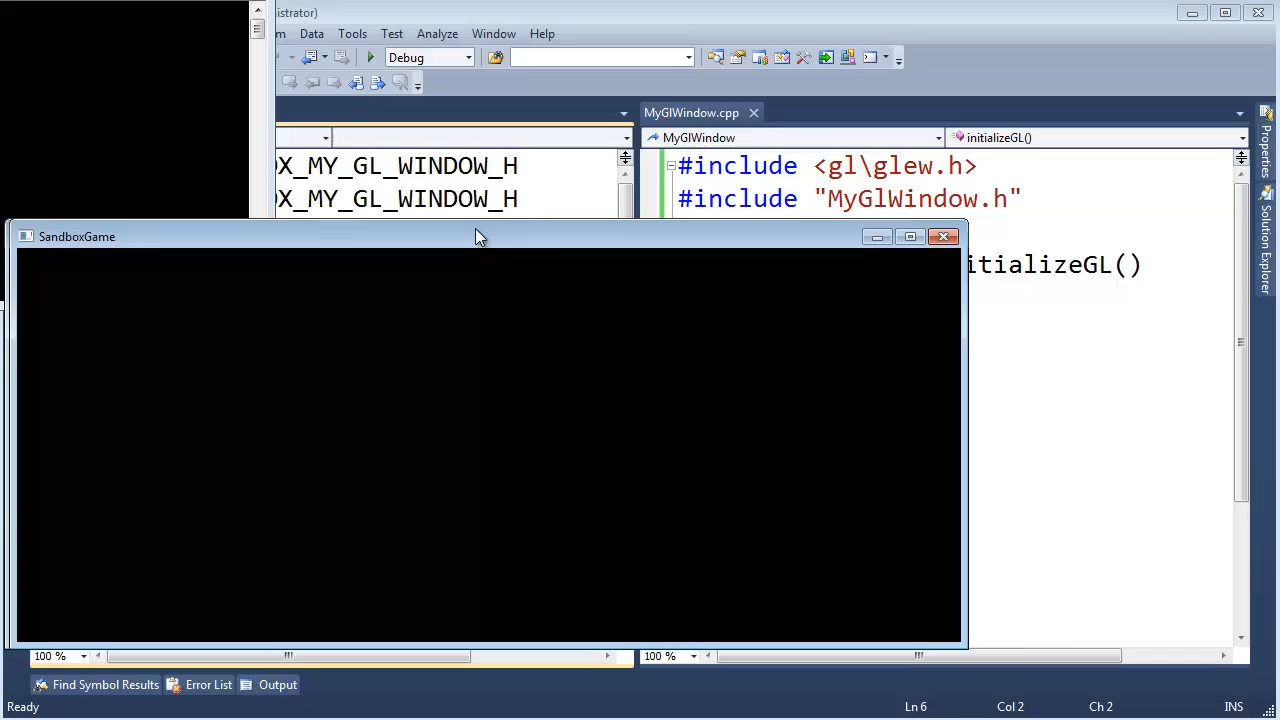 istrator)
m Data Tools Test Analyze Window Help
Debug
MyGlWindow.cpp
MyGlWindow initializeGL()
OX_MY_GL_WINDOW_H
OX_MY_GL_WINDOW_H
#include <gl\glew.h>
#include "MyGlWindow.h"
itializeGL()
SandboxGame
Properties
Solution Explorer
100 % 100 %
Find Symbol Results Error List Output
Ready Ln 6 Col 2 Ch 2 INS